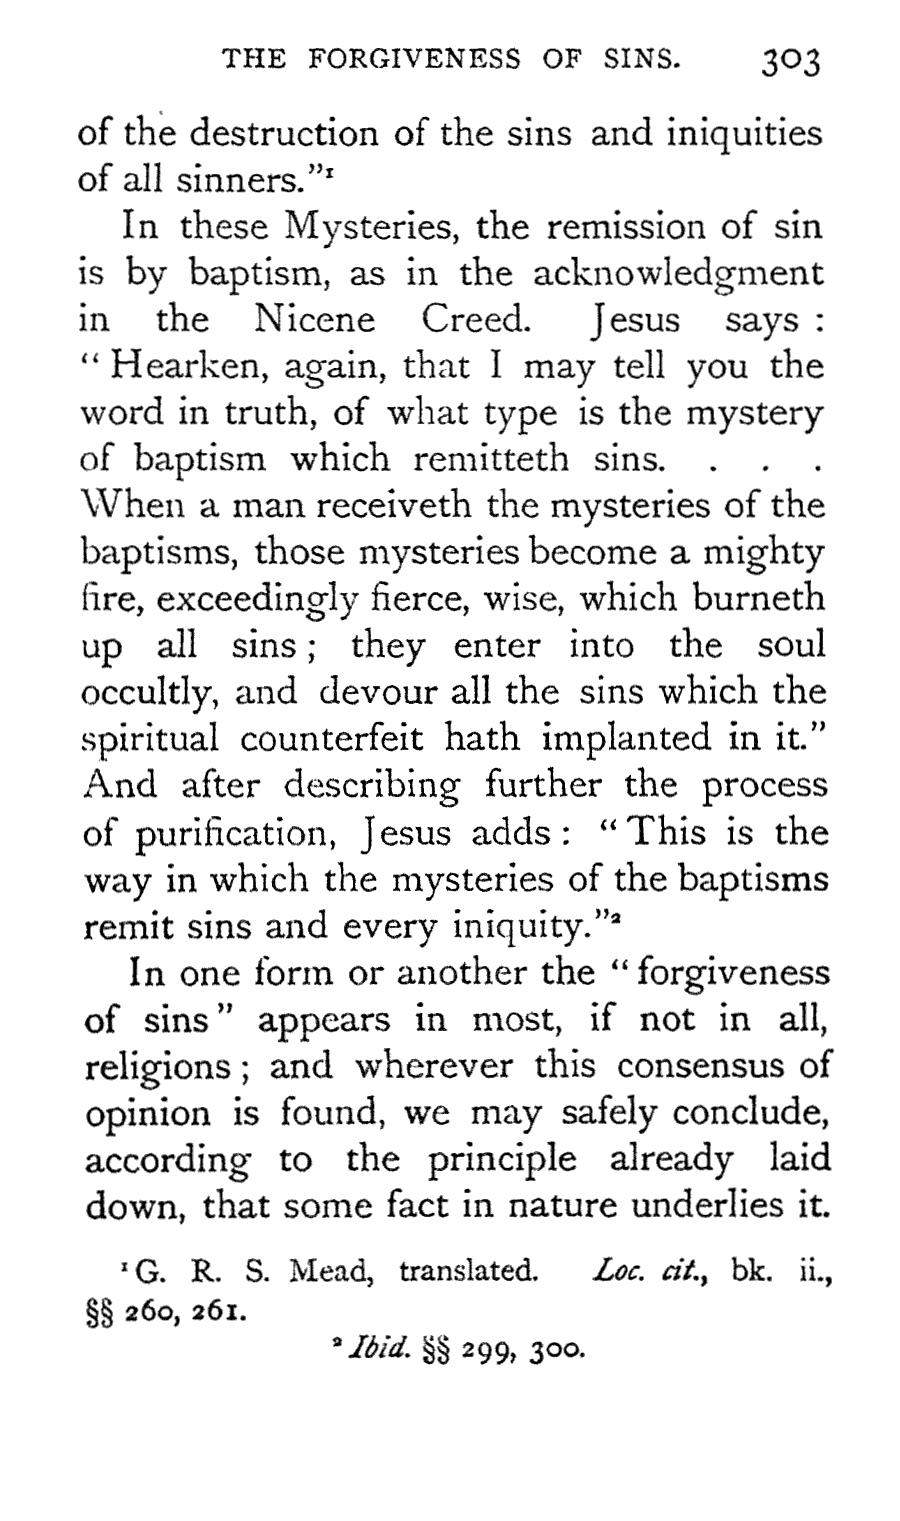 THE FORGIVENESS OF SINS. 303
of the destruction of the sins and iniquities
of all sinners."¹
In these Mysteries, the remission of sin
is by baptism, as in the acknowledgment
in the Nicene Creed. Jesus says :
" Hearken, again, that I may tell you the
word in truth, of what type is the mystery
of baptism which remitteth sins. . . .
When a man receiveth the mysteries of the
baptisms, those mysteries become a mighty
fire, exceedingly fierce, wise, which burneth
up all sins ; they enter into the soul
occultly, and devour all the sins which the
spiritual counterfeit hath implanted in it."
And after describing further the process
of purification, Jesus adds : " This is the
way in which the mysteries of the baptisms
remit sins and every iniquity."²
In one form or another the " forgiveness
of sins " appears in most, if not in all,
religions ; and wherever this consensus of
opinion is found, we may safely conclude,
according to the principle already laid
down, that some fact in nature underlies it.
¹ G. R. S. Mead, translated. Loc. cit., bk. ii.,
§§ 260, 261.
² Ibid. §§ 299, 300.